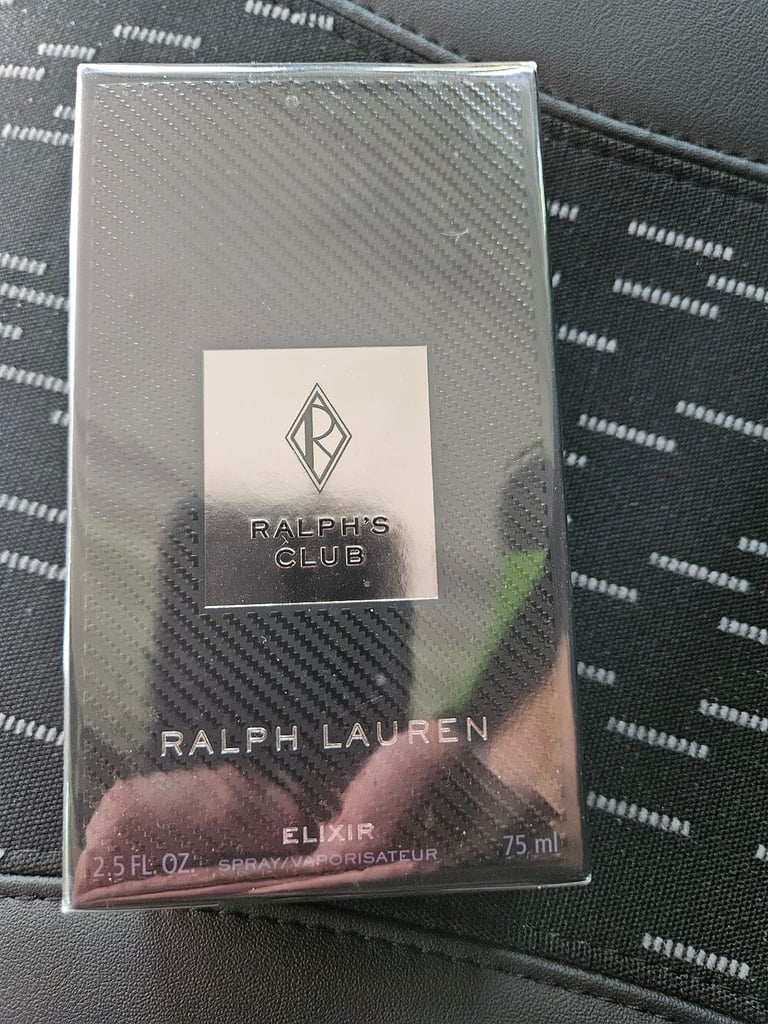 R
RALPH'S
CLUB
RALPH LAUREN
ELIXIR
2.5 FL. OZ. SPRAY/VAPORISATEUR 75 ml